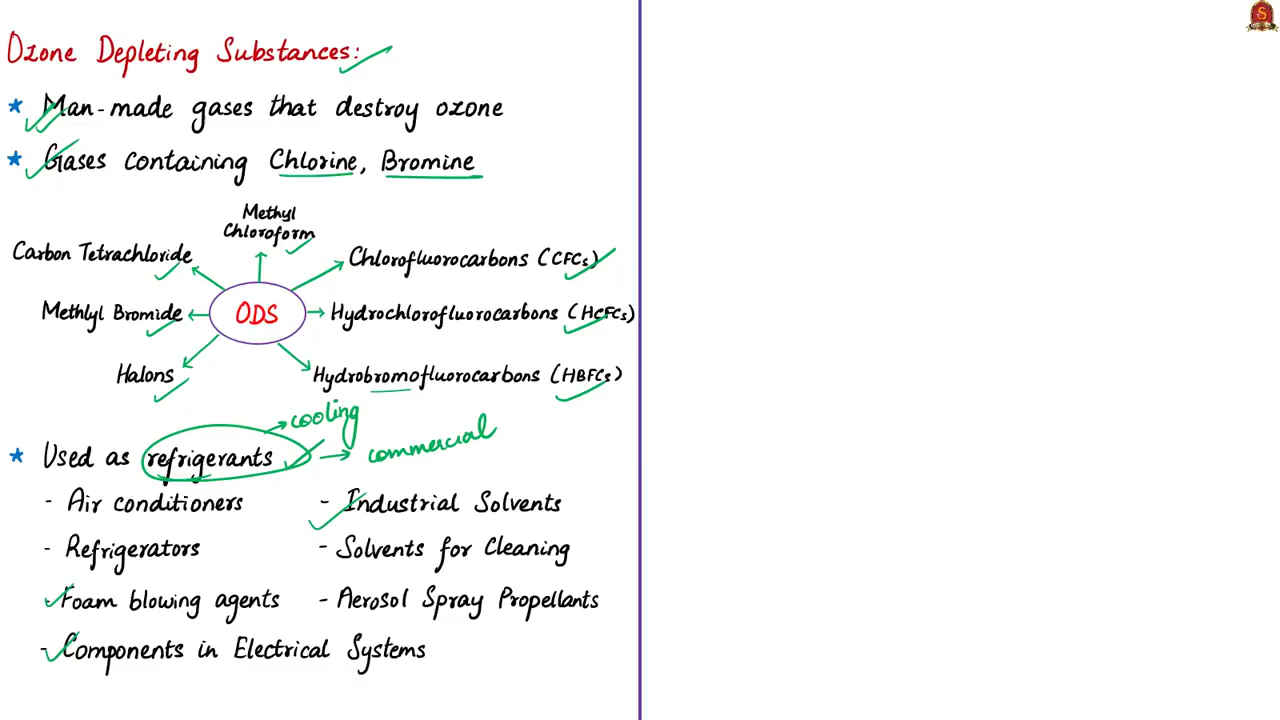 Ozone Depleting Substances:
* Man-made gases that destroy ozone
* Gases containing Chlorine, Bromine
Methyl
Chloroform
Carbon Tetrachloride
Chlorofluorocarbons (CFCs)
Methlyl Bromide
ODS
Hydrochlorofluorocarbons (HCFCs)
Halons
Hydrobromofluorocarbons (HBFCs)
cooling
* Used as refrigerants
commercial
- Air conditioners
- Industrial Solvents
- Refrigerators
- Solvents for Cleaning
- Foam blowing agents
- Aerosol Spray Propellants
- Components in Electrical Systems
S